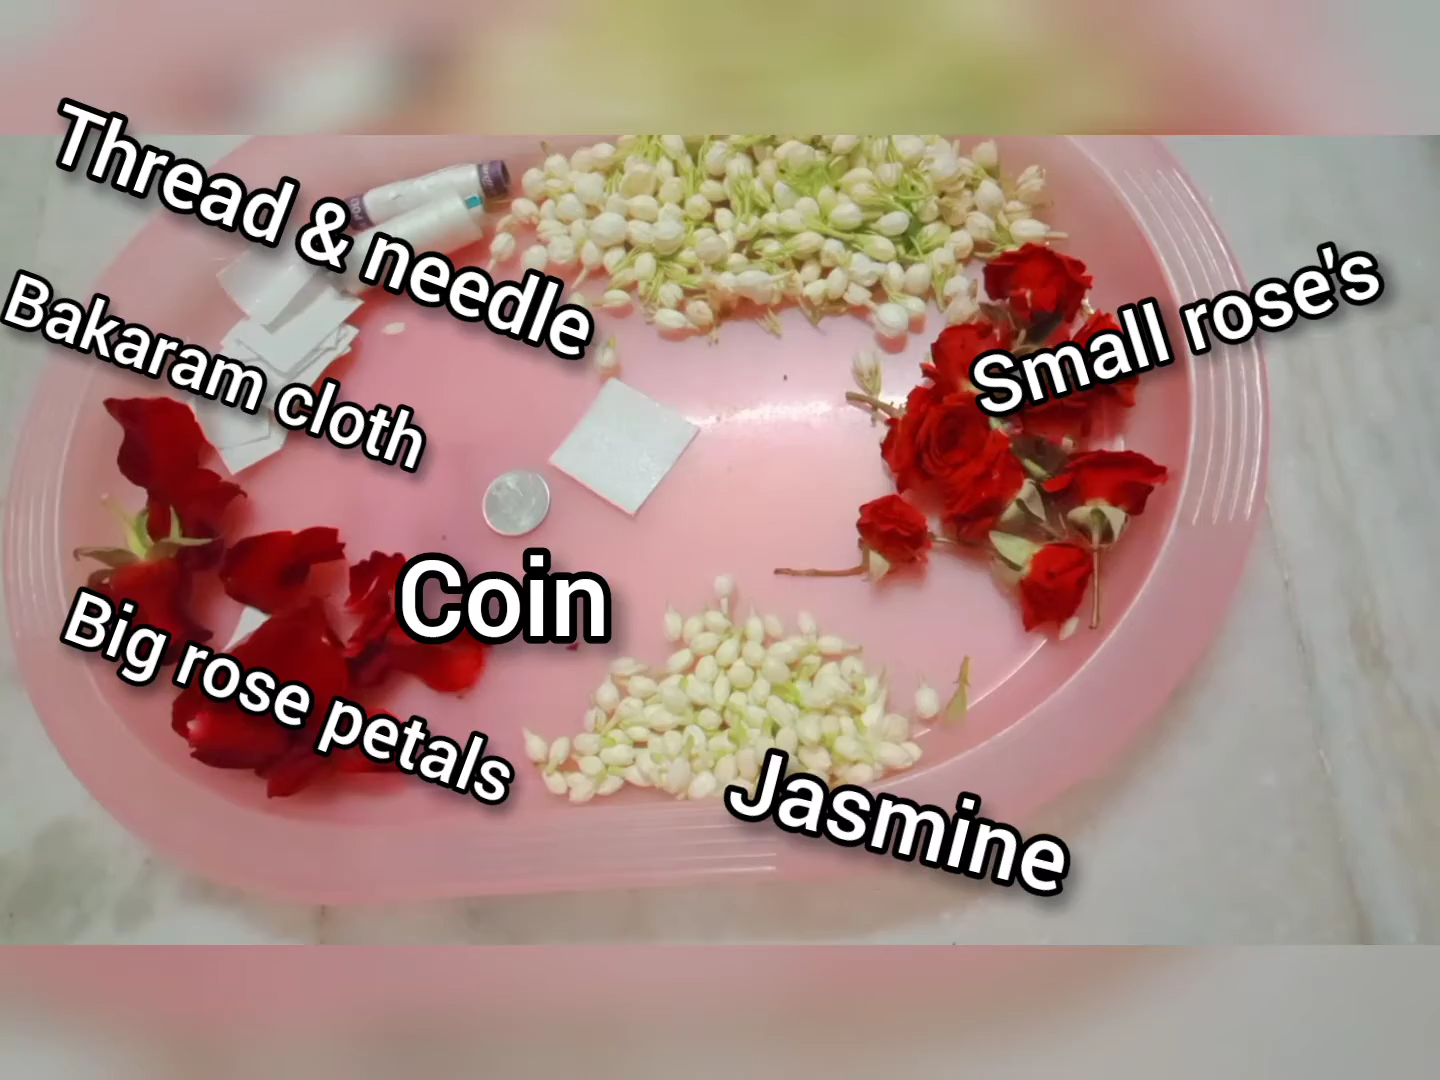 Thread & needle
Bakaram cloth
Small rose's
Coin
Big rose petals
Jasmine